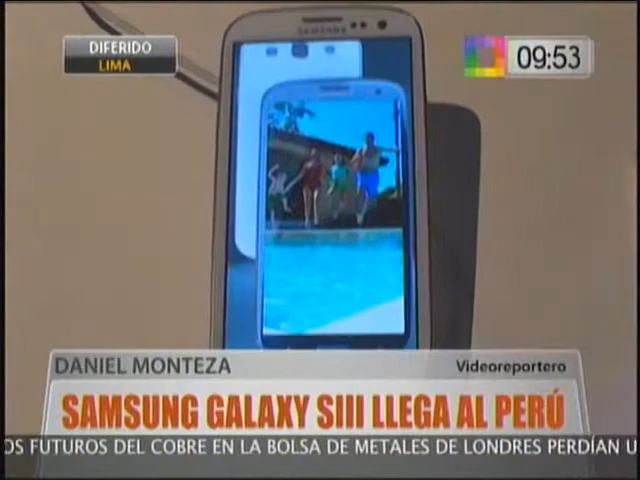 DIFERIDO
LIMA
09:53
SAMSUNG
DANIEL MONTEZA
Videoreportero
SAMSUNG GALAXY SIII LLEGA AL PERÚ
OS FUTUROS DEL COBRE EN LA BOLSA DE METALES DE LONDRES PERDÍAN U